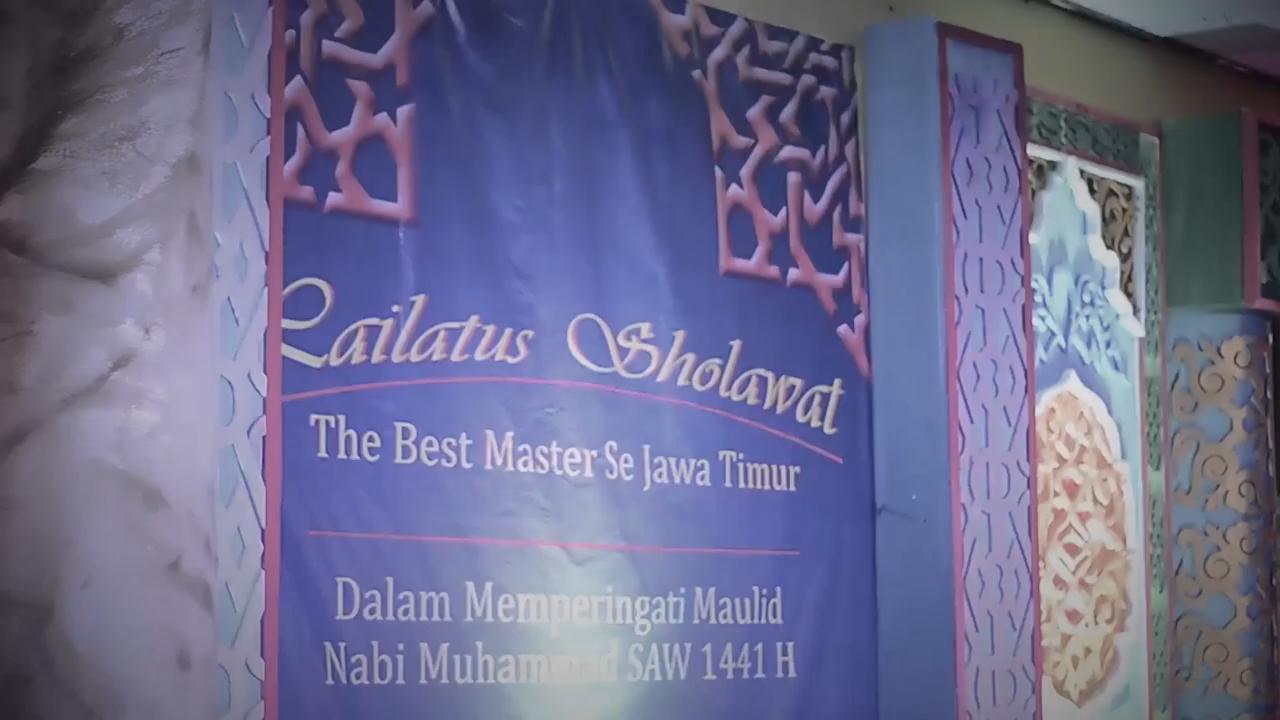 Lailatus Sholawat
The Best Master Se Jawa Timur
Dalam Memperingati Maulid
Nabi Muhammad SAW 1441 H